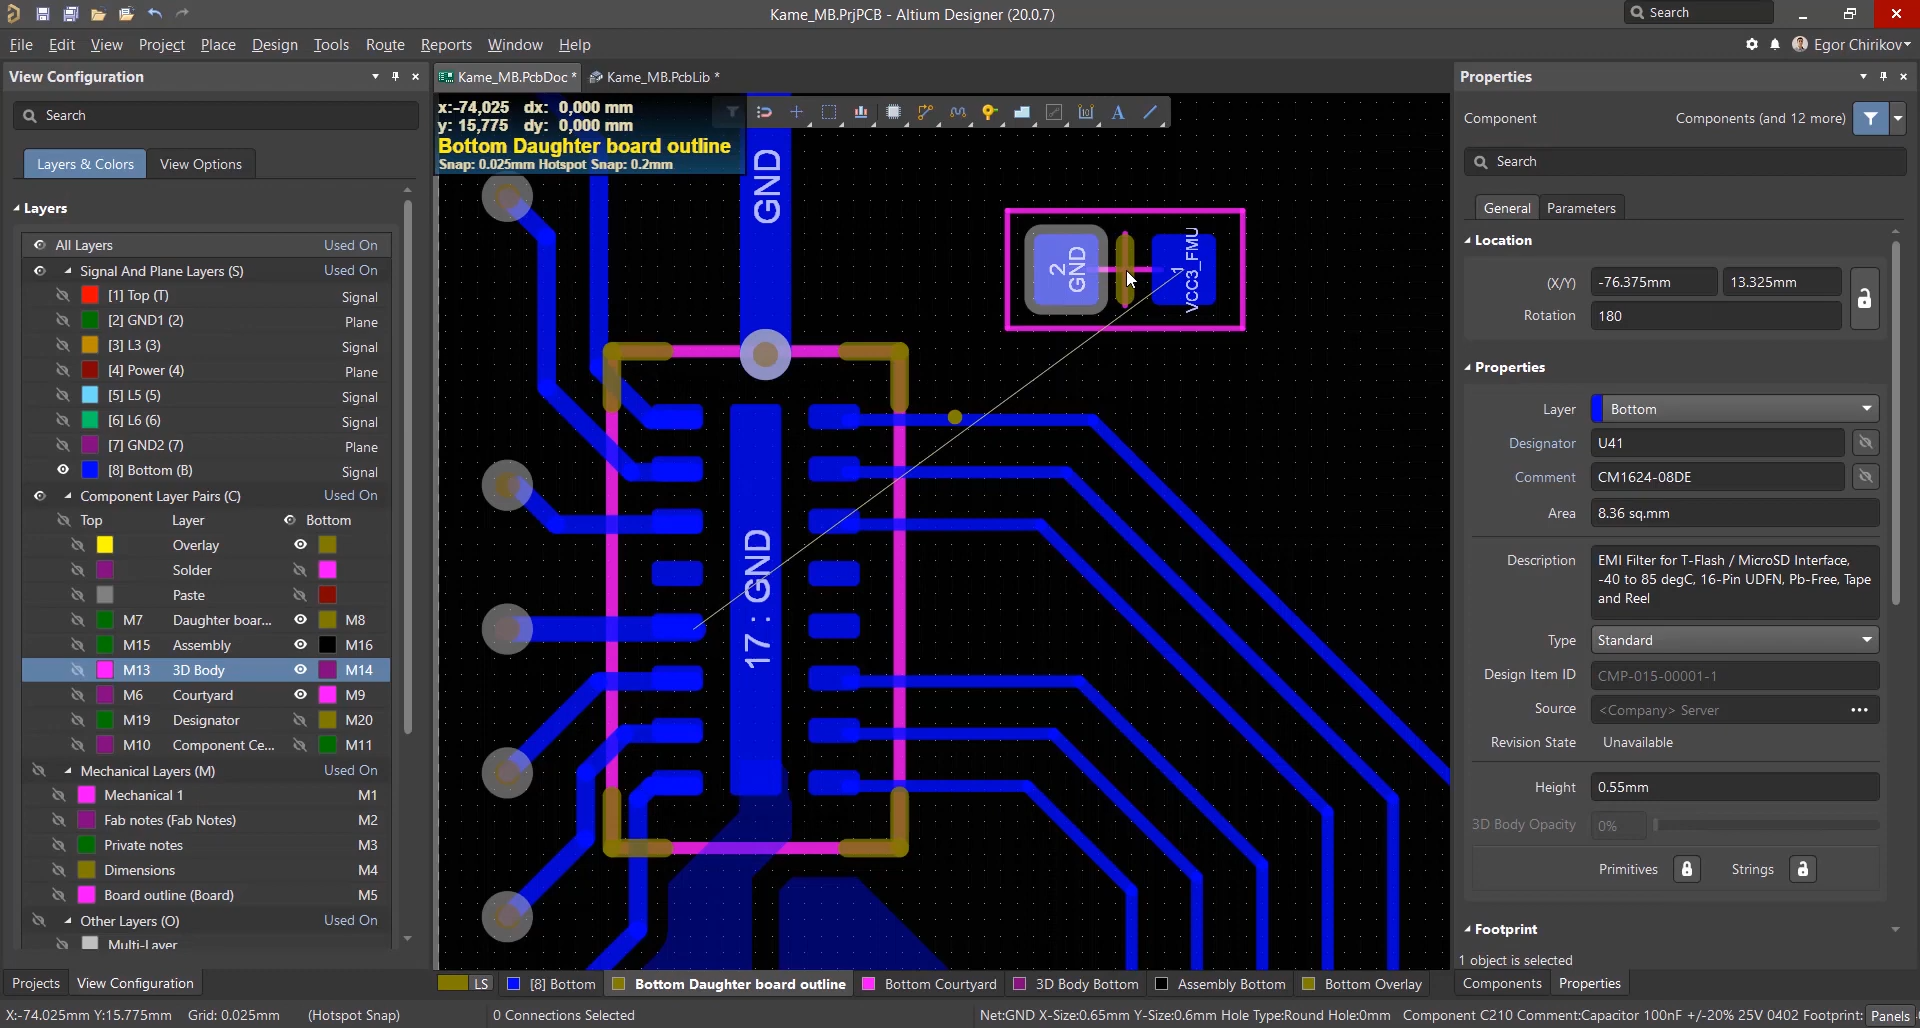 Kame_MB.PrjPCB - Altium Designer (20.0.7)
Search
File Edit View Project Place Design Tools Route Reports Window Help
Egor Chirikov
View Configuration
Search
Layers & Colors View Options
Layers
All Layers Used On
Signal And Plane Layers (S) Used On
[1] Top (T) Signal
[2] GND1 (2) Plane
[3] L3 (3) Signal
[4] Power (4) Plane
[5] L5 (5) Signal
[6] L6 (6) Signal
[7] GND2 (7) Plane
[8] Bottom (B) Signal
Component Layer Pairs (C) Used On
Top Layer Bottom
Overlay
Solder
Paste
M7 Daughter boar... M8
M15 Assembly M16
M13 3D Body M14
M6 Courtyard M9
M19 Designator M20
M10 Component Ce... M11
Mechanical Layers (M) Used On
Mechanical 1 M1
Fab notes (Fab Notes) M2
Private notes M3
Dimensions M4
Board outline (Board) M5
Other Layers (O) Used On
Multi-Layer
Projects View Configuration
Kame_MB.PcbDoc * Kame_MB.PcbLib *
x:-74,025 dx: 0,000 mm
y: 15,775 dy: 0,000 mm
Bottom Daughter board outline
Snap: 0.025mm Hotspot Snap: 0.2mm
GND
2
GND
1
VCC3_FMU
17 : GND
LS [8] Bottom Bottom Daughter board outline Bottom Courtyard 3D Body Bottom Assembly Bottom Bottom Overlay
Properties
Component Components (and 12 more)
Search
General Parameters
Location
(X/Y) -76.375mm 13.325mm
Rotation 180
Properties
Layer Bottom
Designator U41
Comment CM1624-08DE
Area 8.36 sq.mm
Description EMI Filter for T-Flash / MicroSD Interface,
-40 to 85 degC, 16-Pin UDFN, Pb-Free, Tape
and Reel
Type Standard
Design Item ID CMP-015-00001-1
Source <Company> Server
Revision State Unavailable
Height 0.55mm
3D Body Opacity 0%
Primitives Strings
Footprint
1 object is selected
Components Properties
X:-74.025mm Y:15.775mm Grid: 0.025mm (Hotspot Snap) 0 Connections Selected Net:GND X-Size:0.65mm Y-Size:0.6mm Hole Type:Round Hole:0mm Component C210 Comment:Capacitor 100nF +/-20% 25V 0402 Footprint: Panels